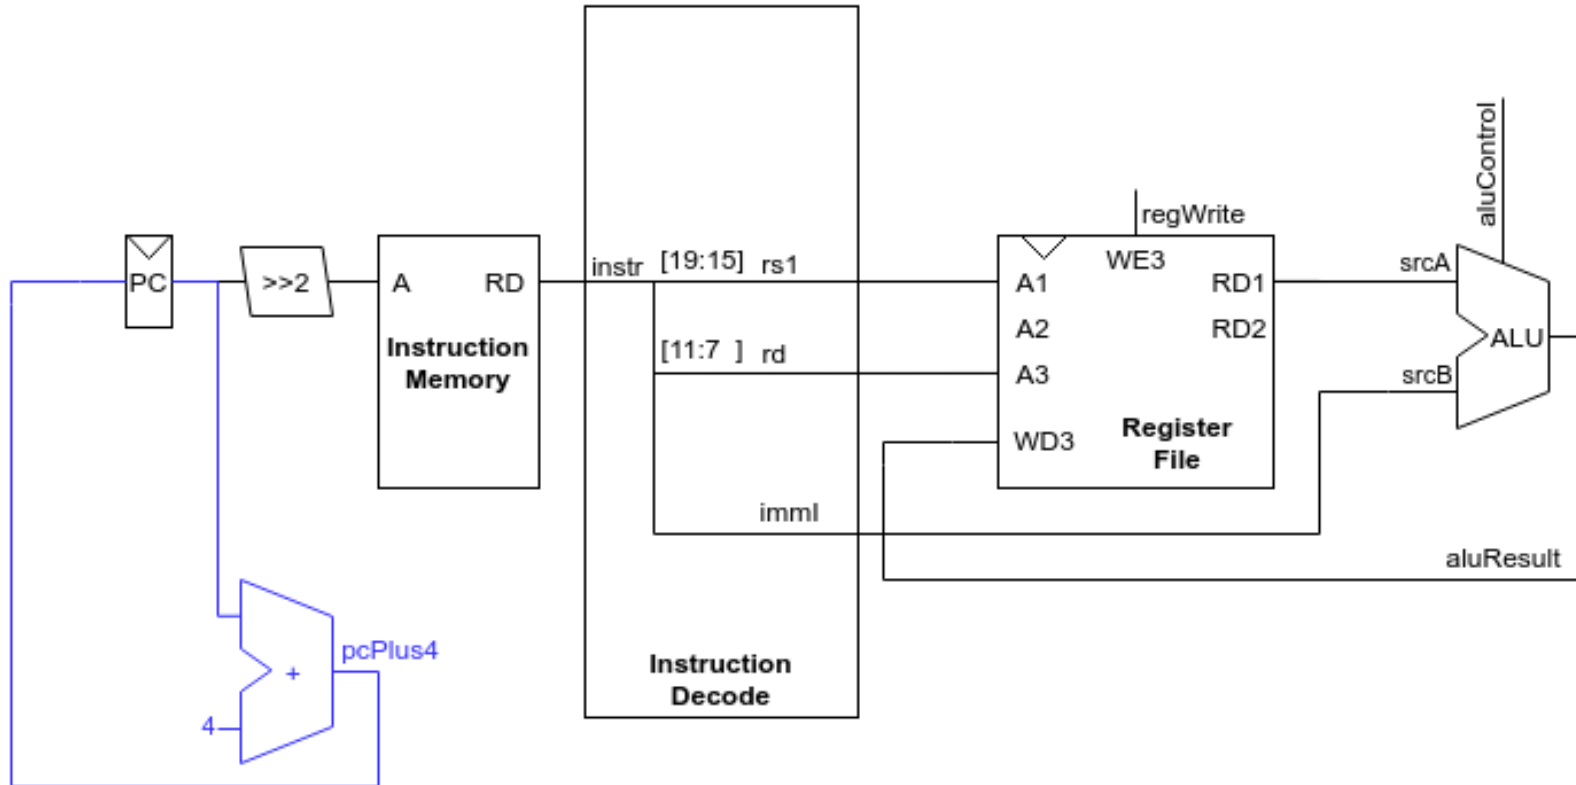 aluControl
regWrite
instr [19:15] rs1
WE3
srcA
PC
>>2
A RD
A1 RD1
A2 RD2
Instruction
Memory
[11:7 ] rd
A3
ALU
srcB
WD3
Register
File
immI
aluResult
pcPlus4
+
4
Instruction
Decode